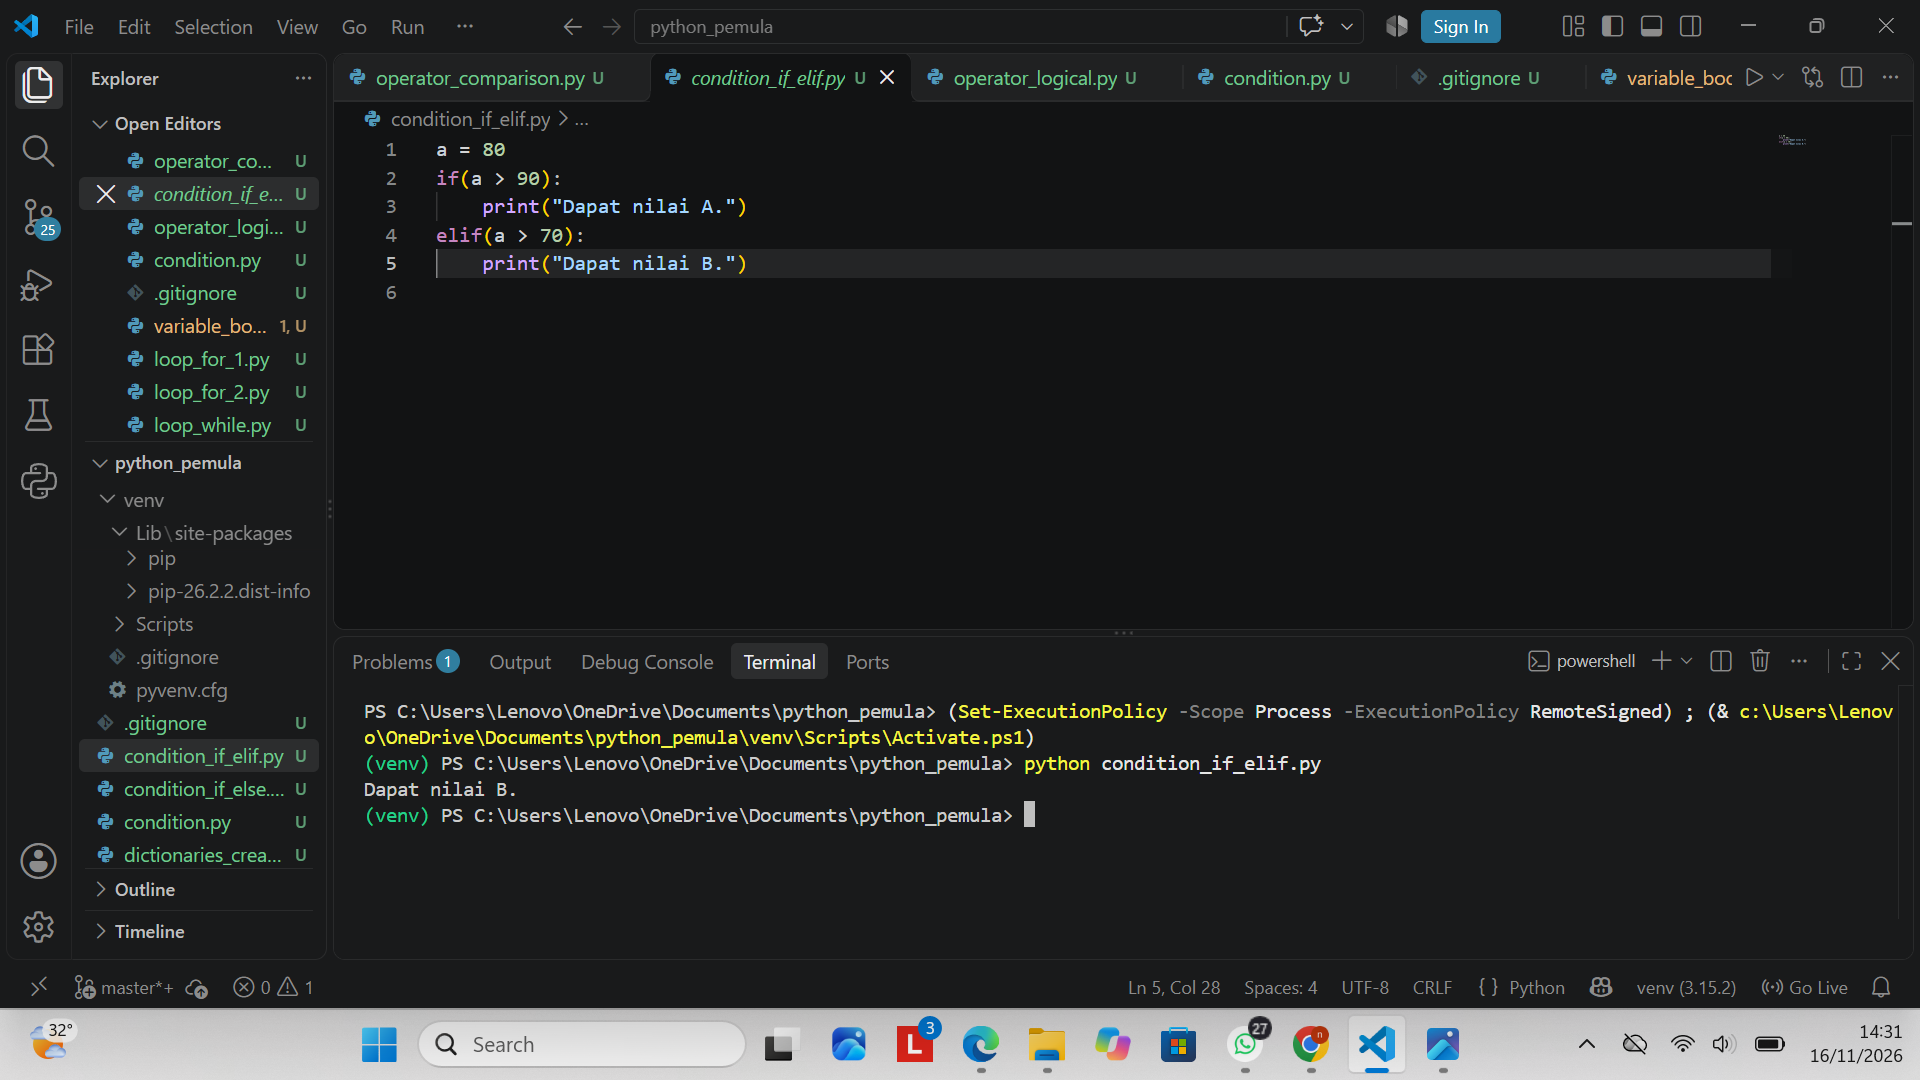 File Edit Selection View Go Run ··· python_pemula Sign In
Explorer ···
operator_comparison.py U condition_if_elif.py U operator_logical.py U condition.py U .gitignore U variable_boo
Open Editors
operator_co... U
condition_if_e... U
operator_logi... U
condition.py U
.gitignore U
variable_bo... 1, U
loop_for_1.py U
loop_for_2.py U
loop_while.py U
25
python_pemula
venv
Lib\site-packages
pip
pip-26.2.2.dist-info
Scripts
.gitignore
pyvenv.cfg
.gitignore U
condition_if_elif.py U
condition_if_else.... U
condition.py U
dictionaries_crea... U
Outline
Timeline
condition_if_elif.py > ...
1 a = 80
2 if(a > 90):
3 print("Dapat nilai A.")
4 elif(a > 70):
5 print("Dapat nilai B.")
6
Problems 1 Output Debug Console Terminal Ports powershell
PS C:\Users\Lenovo\OneDrive\Documents\python_pemula> (Set-ExecutionPolicy -Scope Process -ExecutionPolicy RemoteSigned) ; (& c:\Users\Lenov
o\OneDrive\Documents\python_pemula\venv\Scripts\Activate.ps1)
(venv) PS C:\Users\Lenovo\OneDrive\Documents\python_pemula> python condition_if_elif.py
Dapat nilai B.
(venv) PS C:\Users\Lenovo\OneDrive\Documents\python_pemula>
master*+ 0 1 Ln 5, Col 28 Spaces: 4 UTF-8 CRLF { } Python venv (3.15.2) Go Live
32° Search L 3 27 n 14:31
16/11/2026